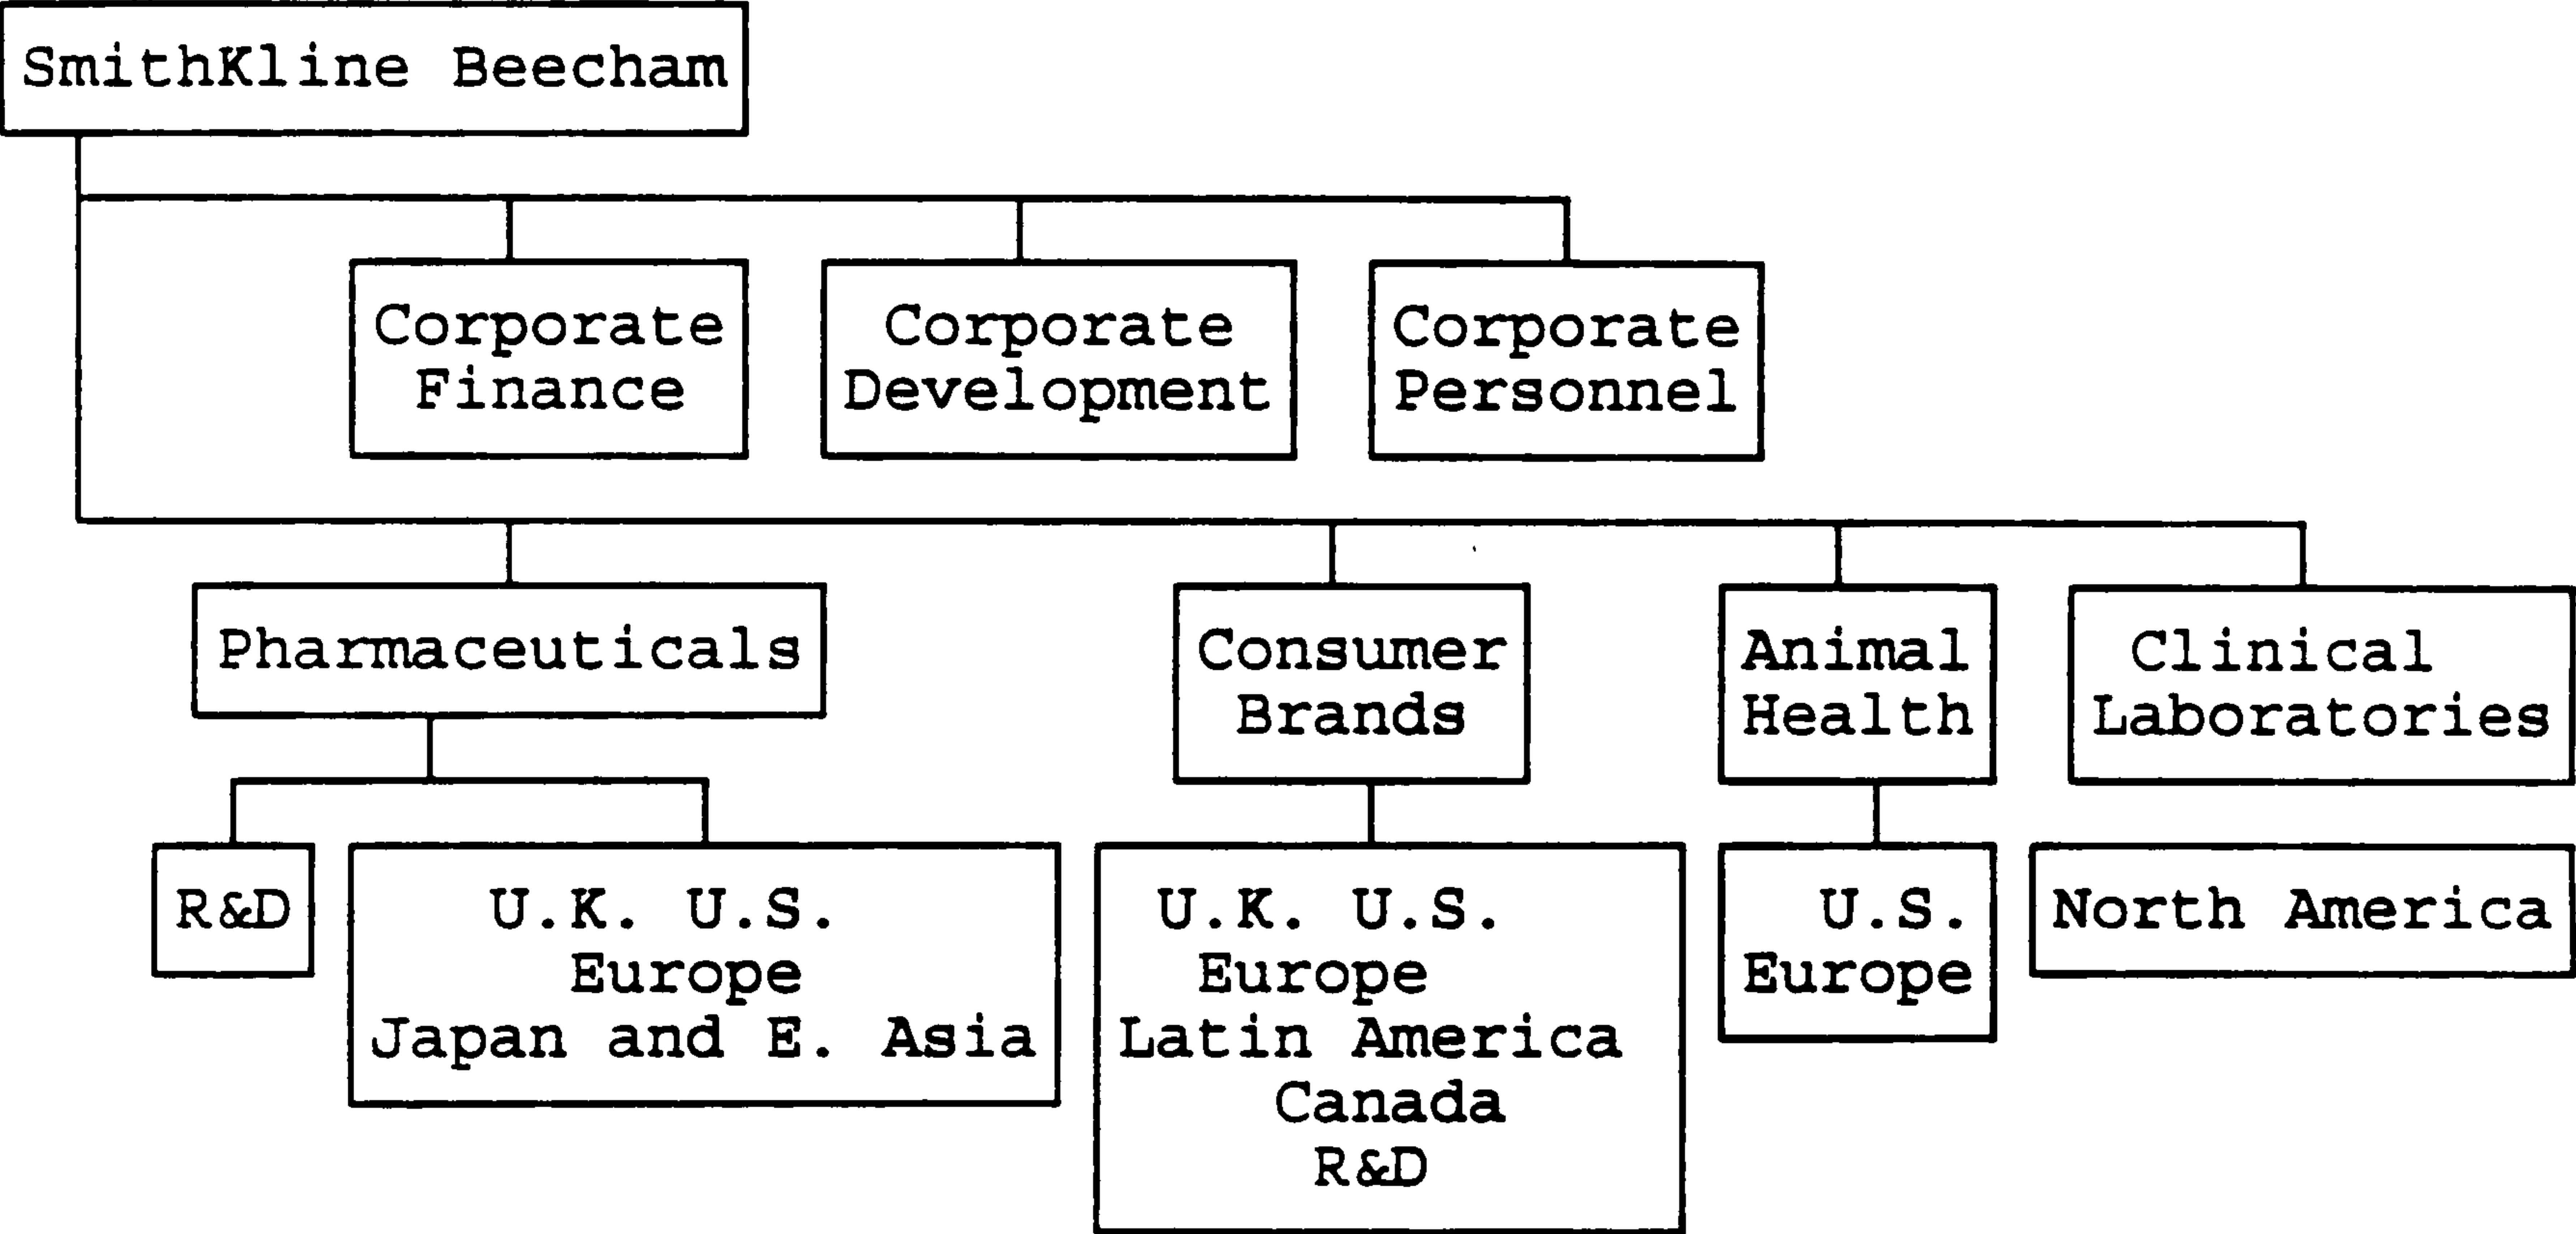 SmithKline Beecham
Corporate
Finance
Corporate
Development
Corporate
Personnel
Pharmaceuticals
Consumer
Brands
Animal
Health
Clinical
Laboratories
R&D
U.K. U.S.
Europe
Japan and E. Asia
U.K. U.S.
Europe
Latin America
Canada
R&D
U.S.
Europe
North America